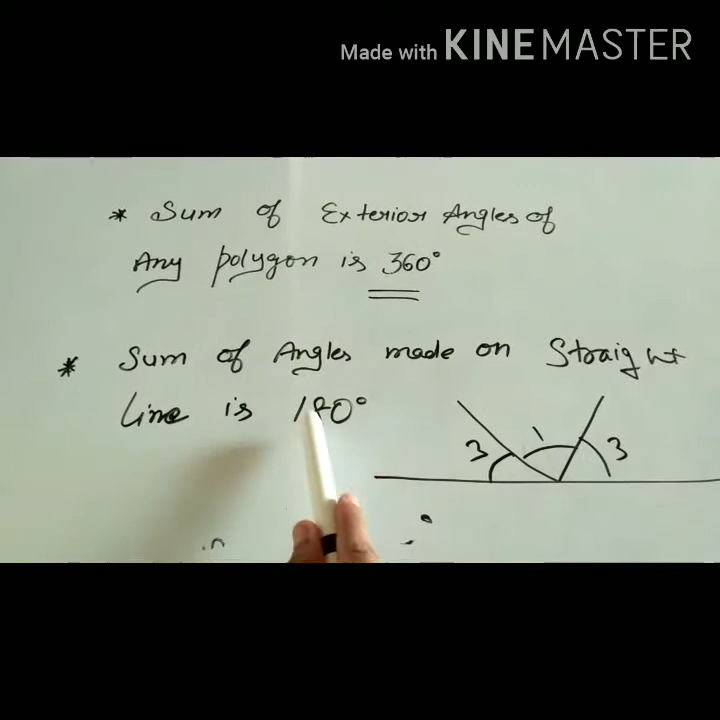 Made with KINEMASTER
* Sum of Exterior Angles of
Any polygon is 360°
* Sum of Angles made on Straight
line is 180°
3 1 3